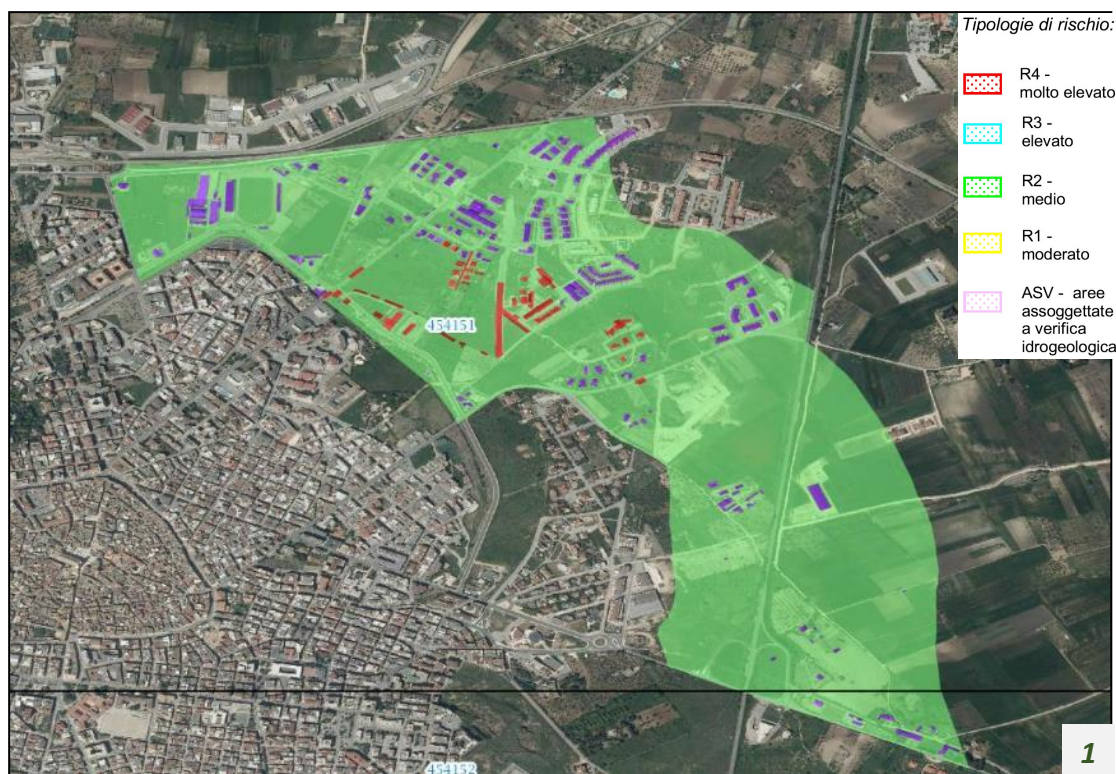 Tipologie di rischio:
R4 -
molto elevato
R3 -
elevato
R2 -
medio
R1 -
moderato
ASV - aree
assoggettate
a verifica
idrogeologica
454151
454152
1